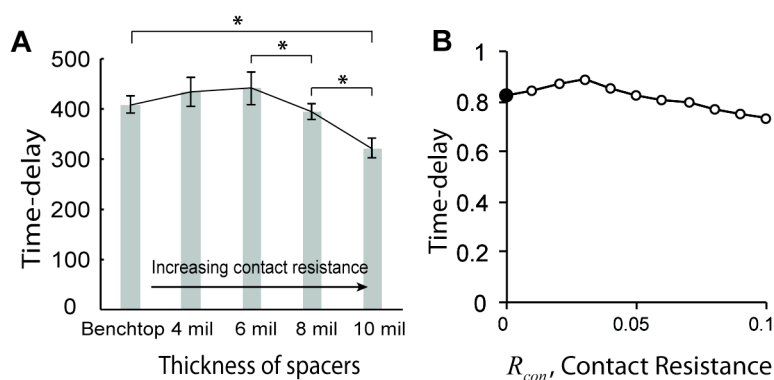 A
*
*
*
500
400
300
200
100
0
Time-delay
Increasing contact resistance
Benchtop 4 mil 6 mil 8 mil 10 mil
Thickness of spacers
B
1
0.8
0.6
0.4
0.2
0
Time-delay
0 0.05 0.1
Rcon, Contact Resistance